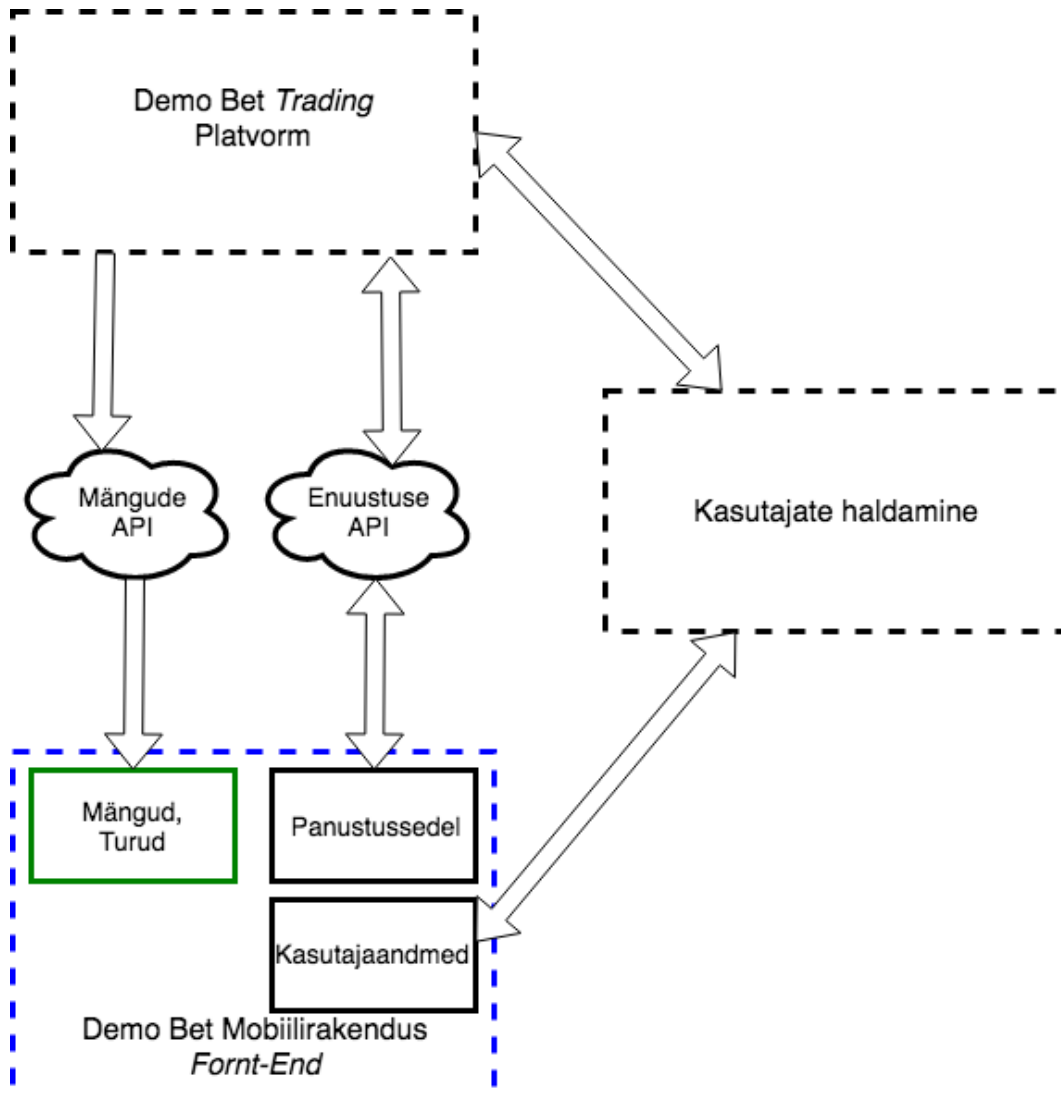 Demo Bet Trading
Platvorm
Mängude
API
Enuustuse
API
Kasutajate haldamine
Mängud,
Turud
Panustussedel
Kasutajaandmed
Demo Bet Mobiilirakendus
Fornt-End